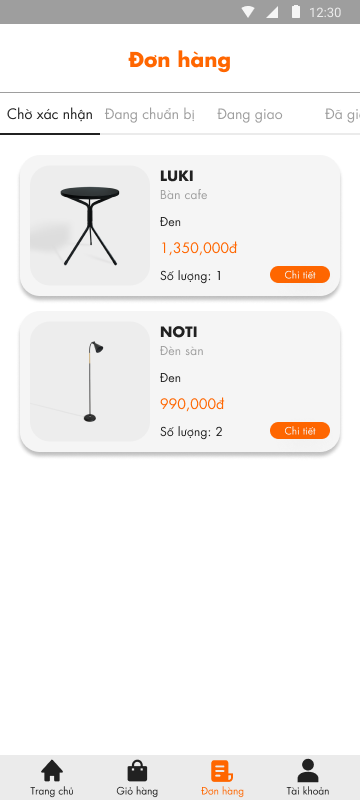 12:30
Đơn hàng
Chờ xác nhận Đang chuẩn bị Đang giao Đã gi
LUKI
Bàn cafe
Đen
1,350,000đ
Số lượng: 1 Chi tiết
NOTI
Đèn sàn
Đen
990,000đ
Số lượng: 2 Chi tiết
Trang chủ Giỏ hàng Đơn hàng Tài khoản